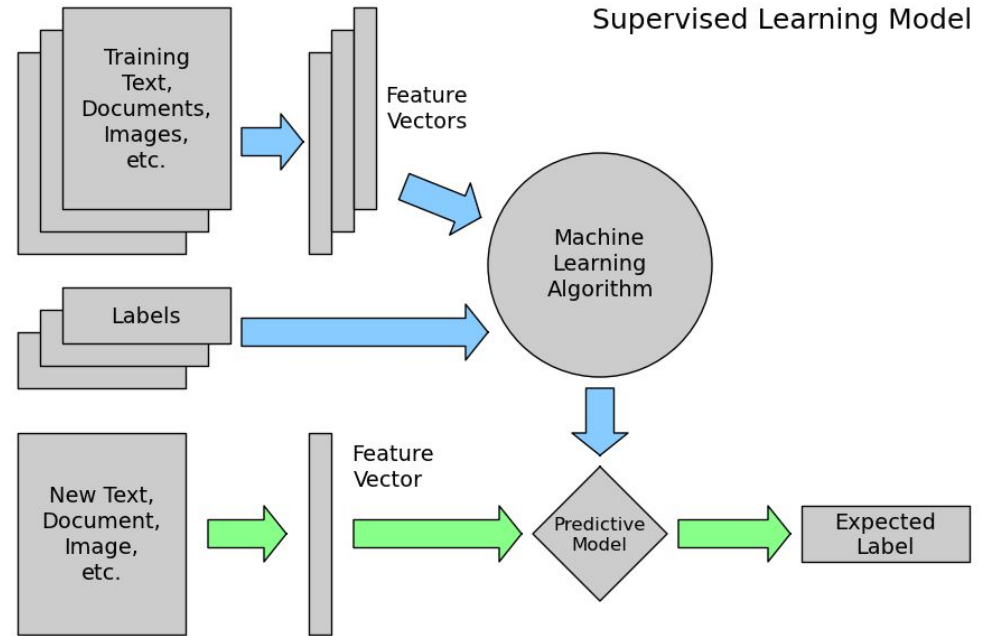 Supervised Learning Model
Training
Text,
Documents,
Images,
etc.
Feature
Vectors
Machine
Learning
Algorithm
Labels
New Text,
Document,
Image,
etc.
Feature
Vector
Predictive
Model
Expected
Label